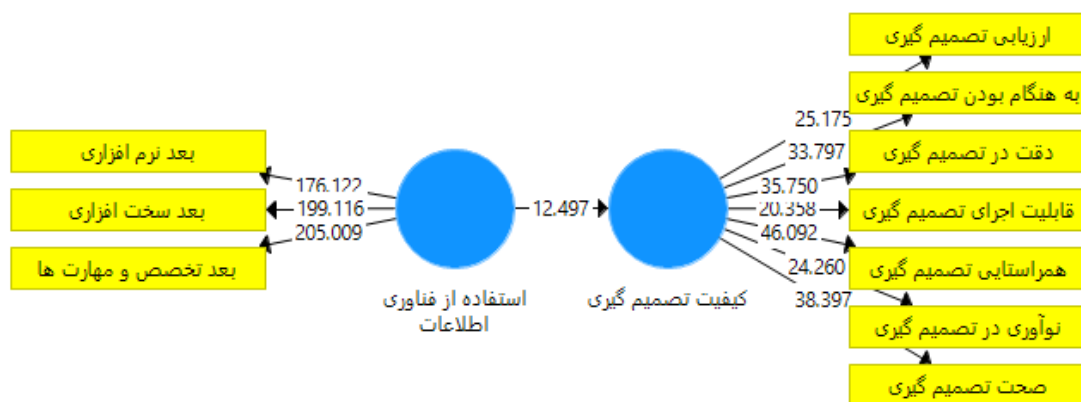 ارزیابی تصمیم گیری
به هنگام بودن تصمیم گیری
دقت در تصمیم گیری
قابلیت اجرای تصمیم گیری
همراستایی تصمیم گیری
نوآوری در تصمیم گیری
صحت تصمیم گیری
25.175
33.797
35.750
20.358
46.092
24.260
38.397
کیفیت تصمیم گیری
12.497
استفاده از فناوری
اطلاعات
176.122
199.116
205.009
بعد نرم افزاری
بعد سخت افزاری
بعد تخصص و مهارت ها